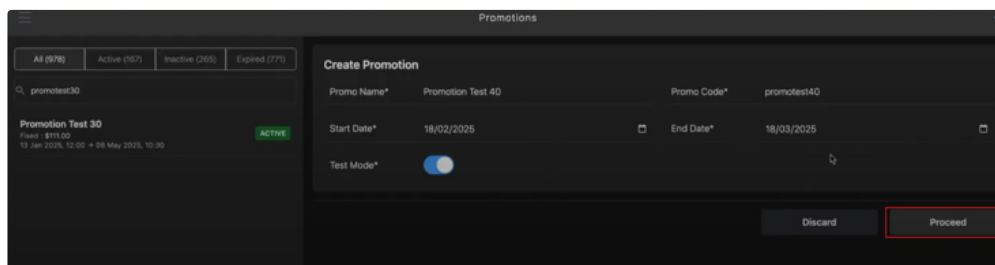 Promotions
All (978) Active (167) Inactive (265) Expired (771)
promotest30
Promotion Test 30
Fixed : $111.00
13 Jan 2025, 12:00 → 08 May 2025, 10:30
ACTIVE
Create Promotion
Promo Name* Promotion Test 40 Promo Code* promotest40
Start Date* 18/02/2025 End Date* 18/03/2025
Test Mode*
Discard Proceed